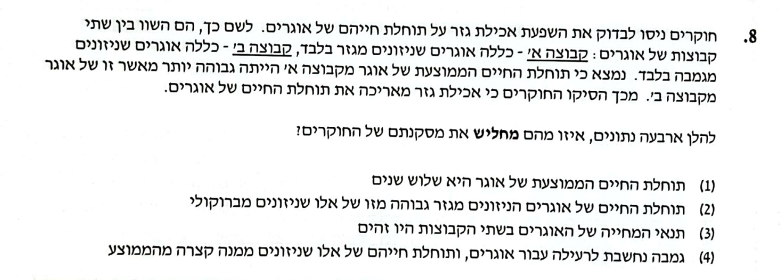 8. חוקרים ניסו לבדוק את השפעת אכילת גזר על תוחלת חייהם של אוגרים. לשם כך, הם השוו בין שתי
קבוצות של אוגרים: קבוצה א' - כללה אוגרים שניזונים מגזר בלבד, קבוצה ב' - כללה אוגרים שניזונים
מגמבה בלבד. נמצא כי תוחלת החיים הממוצעת של אוגר מקבוצה א' הייתה גבוהה יותר מאשר זו של אוגר
מקבוצה ב'. מכך הסיקו החוקרים כי אכילת גזר מאריכה את תוחלת החיים של אוגרים.
להלן ארבעה נתונים, איזו מהם מחליש את מסקנתם של החוקרים?
(1) תוחלת החיים הממוצעת של אוגר היא שלוש שנים
(2) תוחלת החיים של אוגרים הניזונים מגזר גבוהה מזו של אלו שניזונים מברוקולי
(3) תנאי המחייה של האוגרים בשתי הקבוצות היו זהים
(4) גמבה נחשבת לרעילה עבור אוגרים, ותוחלת חייהם של אלו שניזונים ממנה קצרה מהממוצע